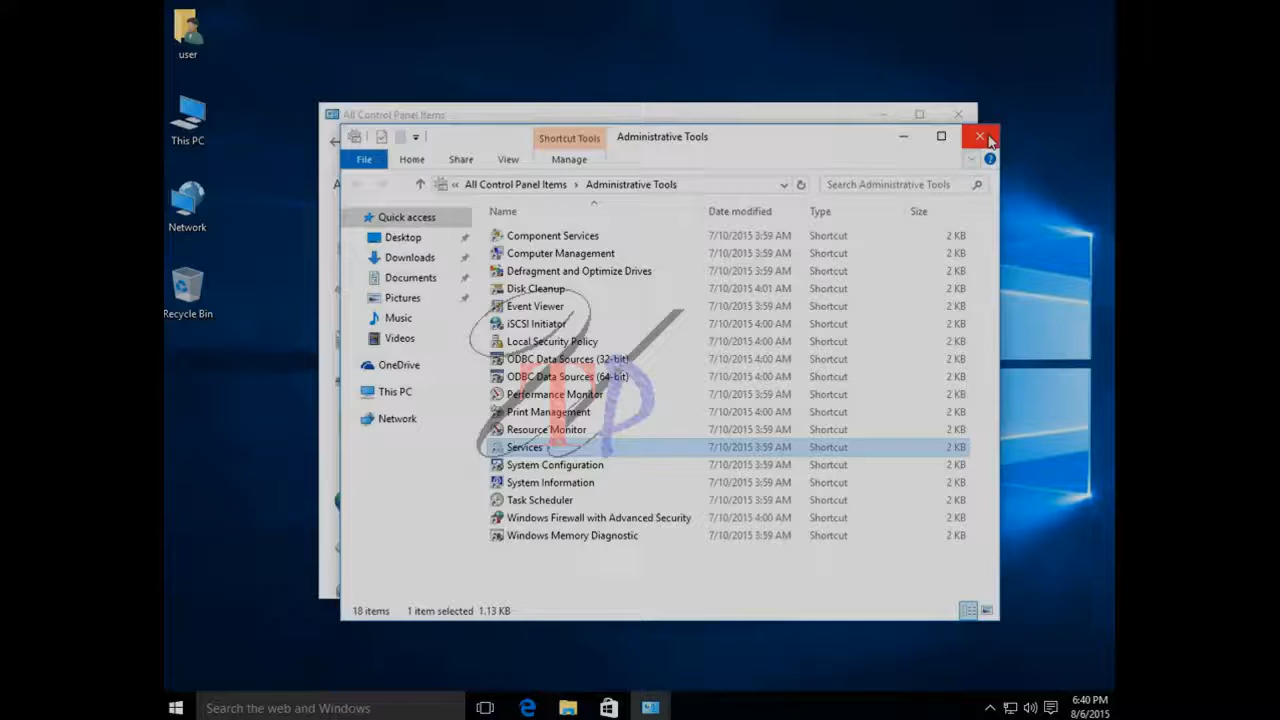 user
This PC
Network
Recycle Bin
All Control Panel Items
Shortcut Tools
Administrative Tools
File
Home
Share
View
Manage
« All Control Panel Items › Administrative Tools
Search Administrative Tools
Quick access
Desktop
Downloads
Documents
Pictures
Music
Videos
OneDrive
This PC
Network
Name Date modified Type Size
Component Services 7/10/2015 3:59 AM Shortcut 2 KB
Computer Management 7/10/2015 3:59 AM Shortcut 2 KB
Defragment and Optimize Drives 7/10/2015 3:59 AM Shortcut 2 KB
Disk Cleanup 7/10/2015 4:01 AM Shortcut 2 KB
Event Viewer 7/10/2015 3:59 AM Shortcut 2 KB
iSCSI Initiator 7/10/2015 4:00 AM Shortcut 2 KB
Local Security Policy 7/10/2015 4:00 AM Shortcut 2 KB
ODBC Data Sources (32-bit) 7/10/2015 4:00 AM Shortcut 2 KB
ODBC Data Sources (64-bit) 7/10/2015 4:00 AM Shortcut 2 KB
Performance Monitor 7/10/2015 3:59 AM Shortcut 2 KB
Print Management 7/10/2015 4:00 AM Shortcut 2 KB
Resource Monitor 7/10/2015 3:59 AM Shortcut 2 KB
Services 7/10/2015 3:59 AM Shortcut 2 KB
System Configuration 7/10/2015 3:59 AM Shortcut 2 KB
System Information 7/10/2015 3:59 AM Shortcut 2 KB
Task Scheduler 7/10/2015 3:59 AM Shortcut 2 KB
Windows Firewall with Advanced Security 7/10/2015 4:00 AM Shortcut 2 KB
Windows Memory Diagnostic 7/10/2015 3:59 AM Shortcut 2 KB
TP
18 items 1 item selected 1.13 KB
Search the web and Windows
6:40 PM
8/6/2015